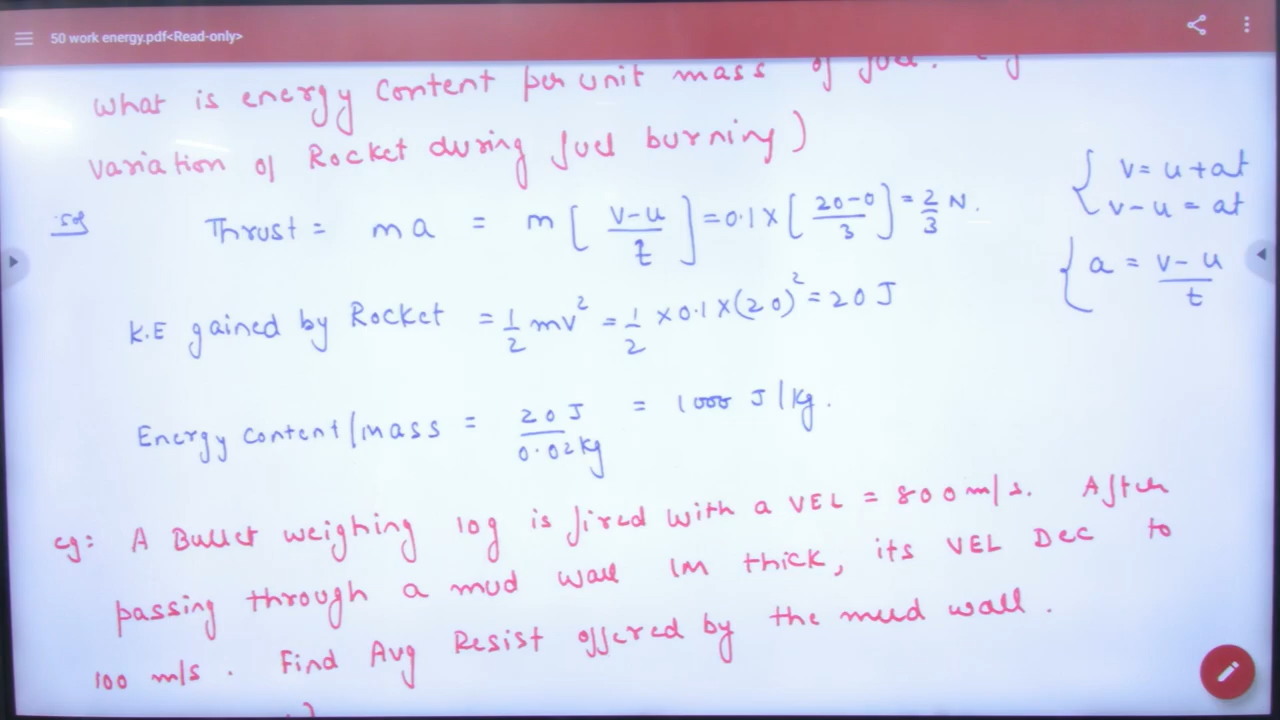 50 work energy.pdf<Read-only>
what is energy content per unit mass of fuel.
variation of Rocket during fuel burning )
Sol Thrust = ma = m [ v-u / t ] = 0.1 × [ 20-0 / 3 ] = 2/3 N.
{ v = u + at
v - u = at
{ a = v - u / t
K.E gained by Rocket = 1/2 mv² = 1/2 × 0.1 × (20)² = 20 J
Energy content/mass = 20 J / 0.02 kg = 1000 J/kg.
eg: A Bullet weighing 10g is fired with a VEL = 800 m/s. After
passing through a mud wall 1m thick, its VEL Dec to
100 m/s. Find Avg Resist offered by the mud wall.